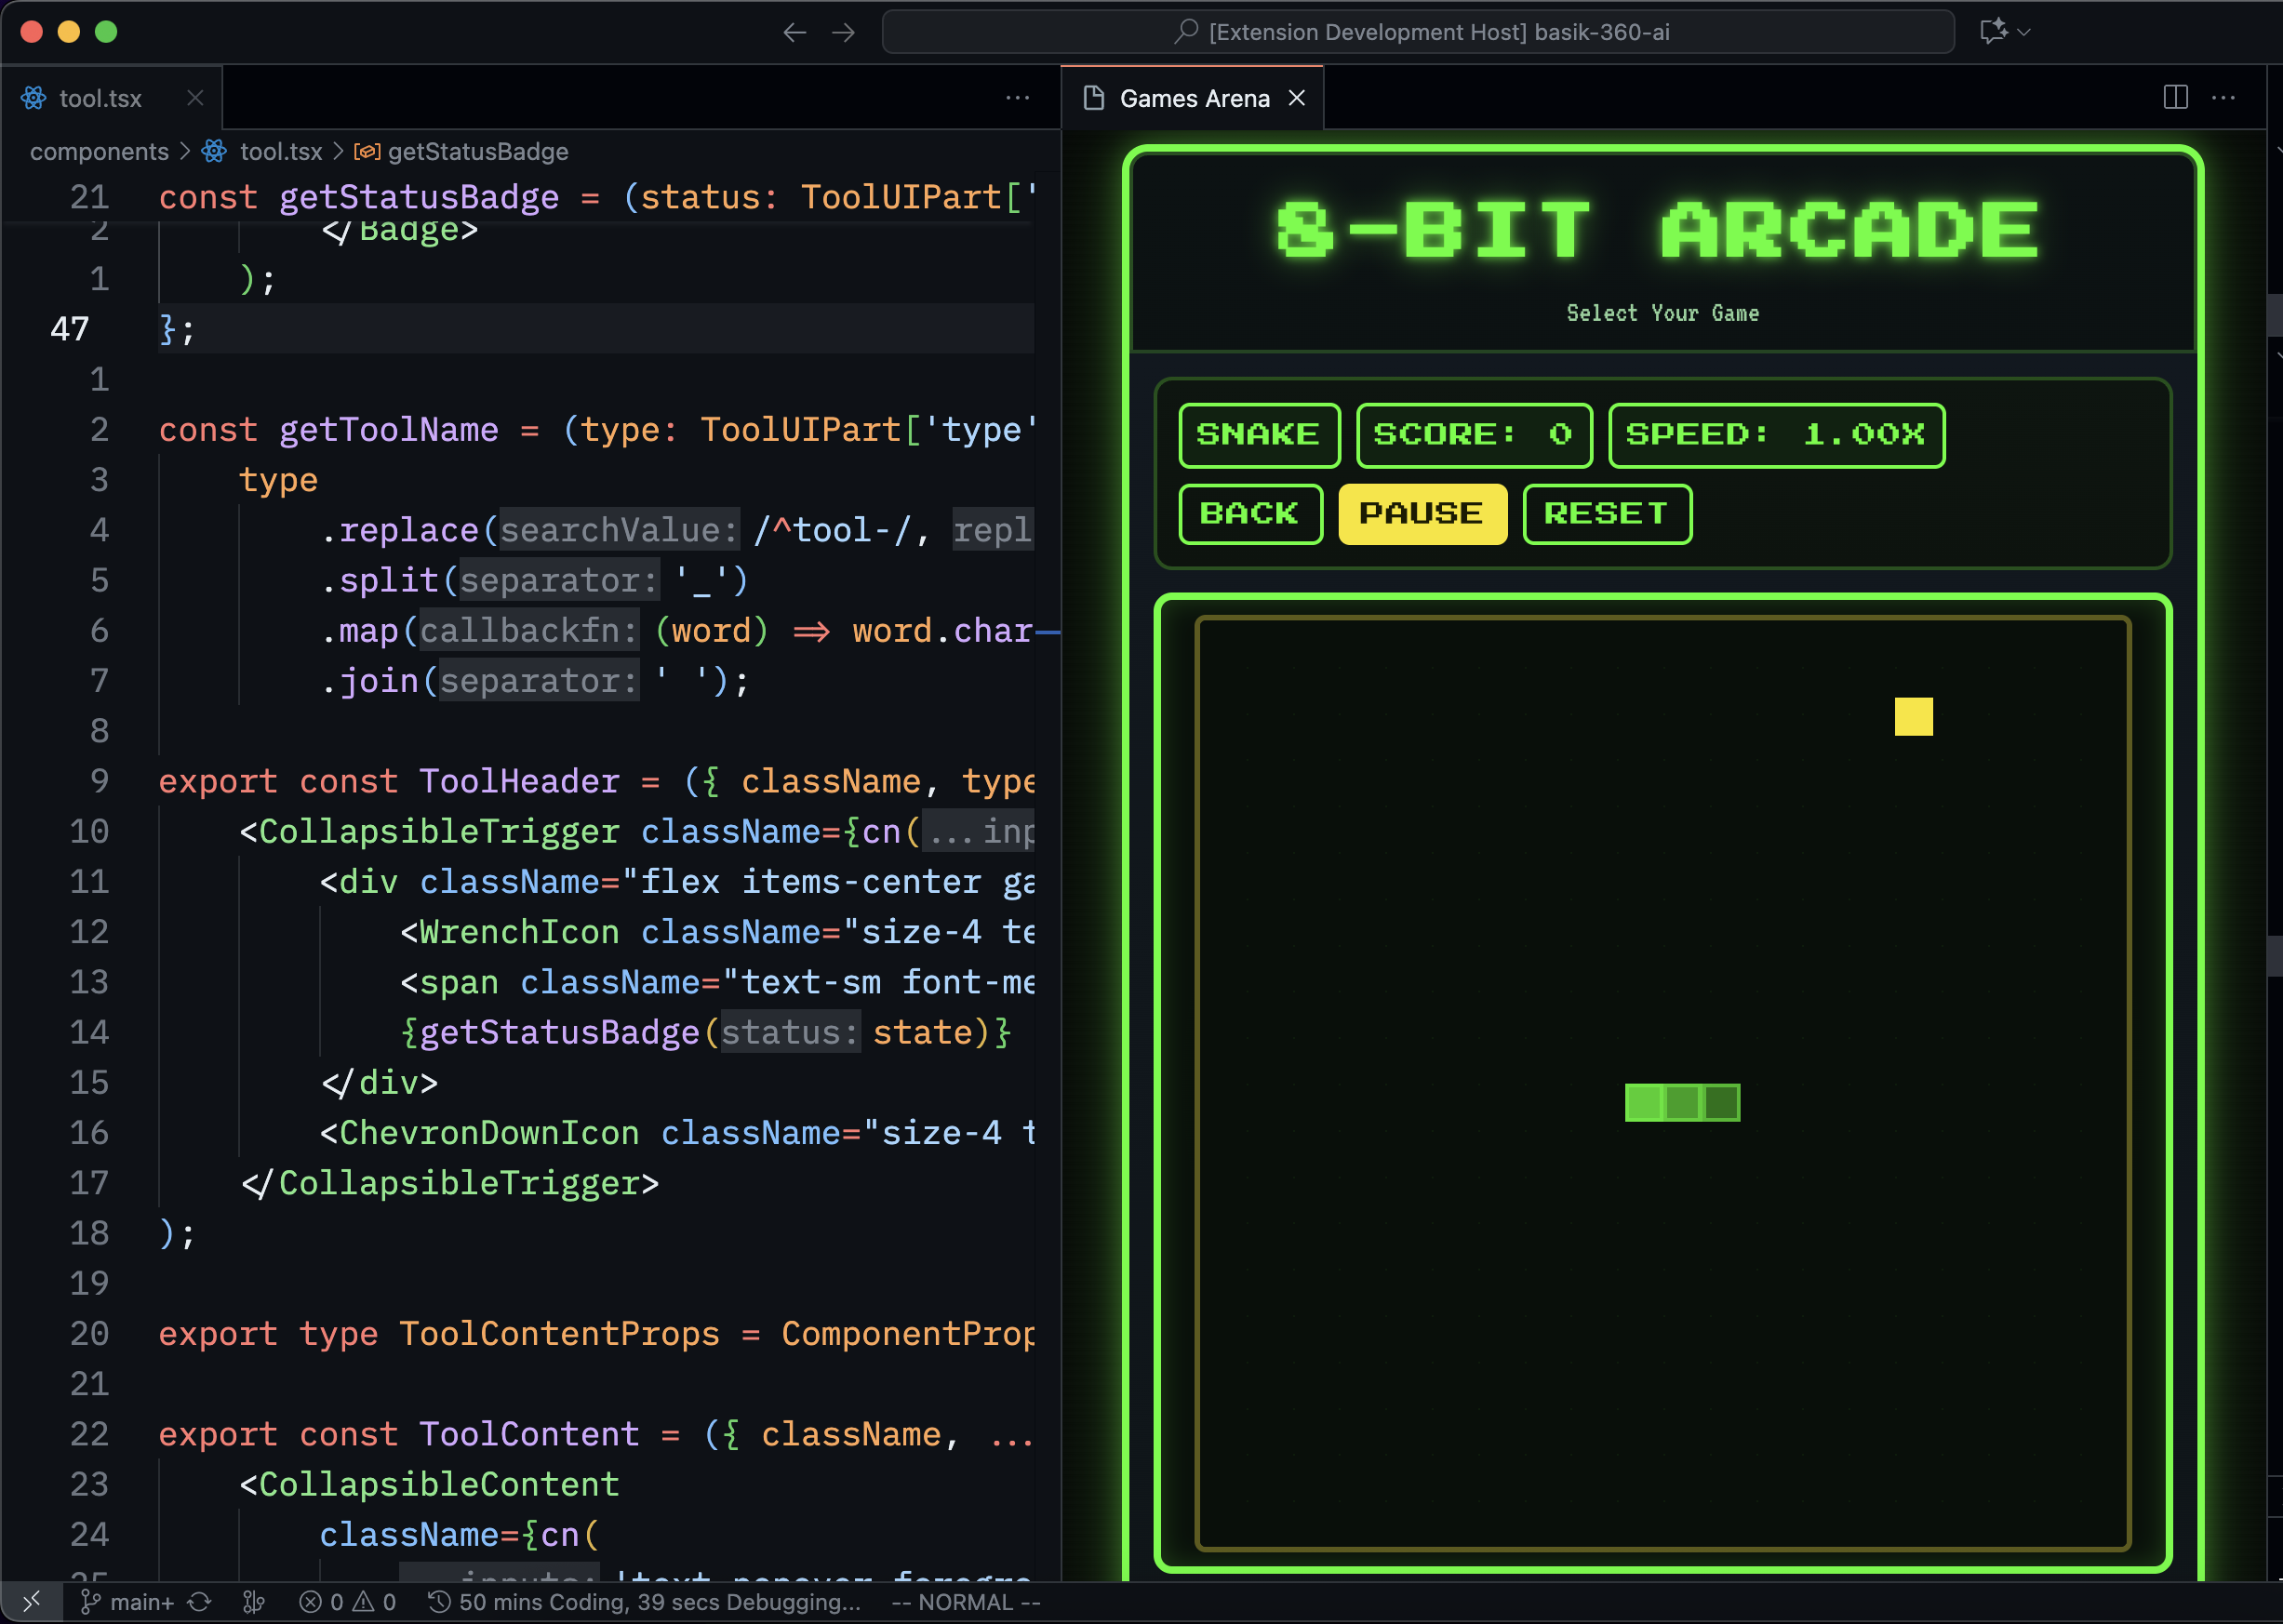 [Extension Development Host] basik-360-ai
tool.tsx
components > tool.tsx > getStatusBadge
21 const getStatusBadge = (status: ToolUIPart['
2 </Badge>
1 );
47 };
1
2 const getToolName = (type: ToolUIPart['type'
3 type
4 .replace(searchValue: /^tool-/, repl
5 .split(separator: '_')
6 .map(callbackfn: (word) => word.char
7 .join(separator: ' ');
8
9 export const ToolHeader = ({ className, type
10 <CollapsibleTrigger className={cn(...inp
11 <div className="flex items-center ga
12 <WrenchIcon className="size-4 te
13 <span className="text-sm font-me
14 {getStatusBadge(status: state)}
15 </div>
16 <ChevronDownIcon className="size-4 t
17 </CollapsibleTrigger>
18 );
19
20 export type ToolContentProps = ComponentProp
21
22 export const ToolContent = ({ className, ...
23 <CollapsibleContent
24 className={cn(
Games Arena
8-BIT ARCADE
Select Your Game
SNAKE SCORE: 0 SPEED: 1.00X
BACK PAUSE RESET
main+ 0 0 50 mins Coding, 39 secs Debugging... -- NORMAL --